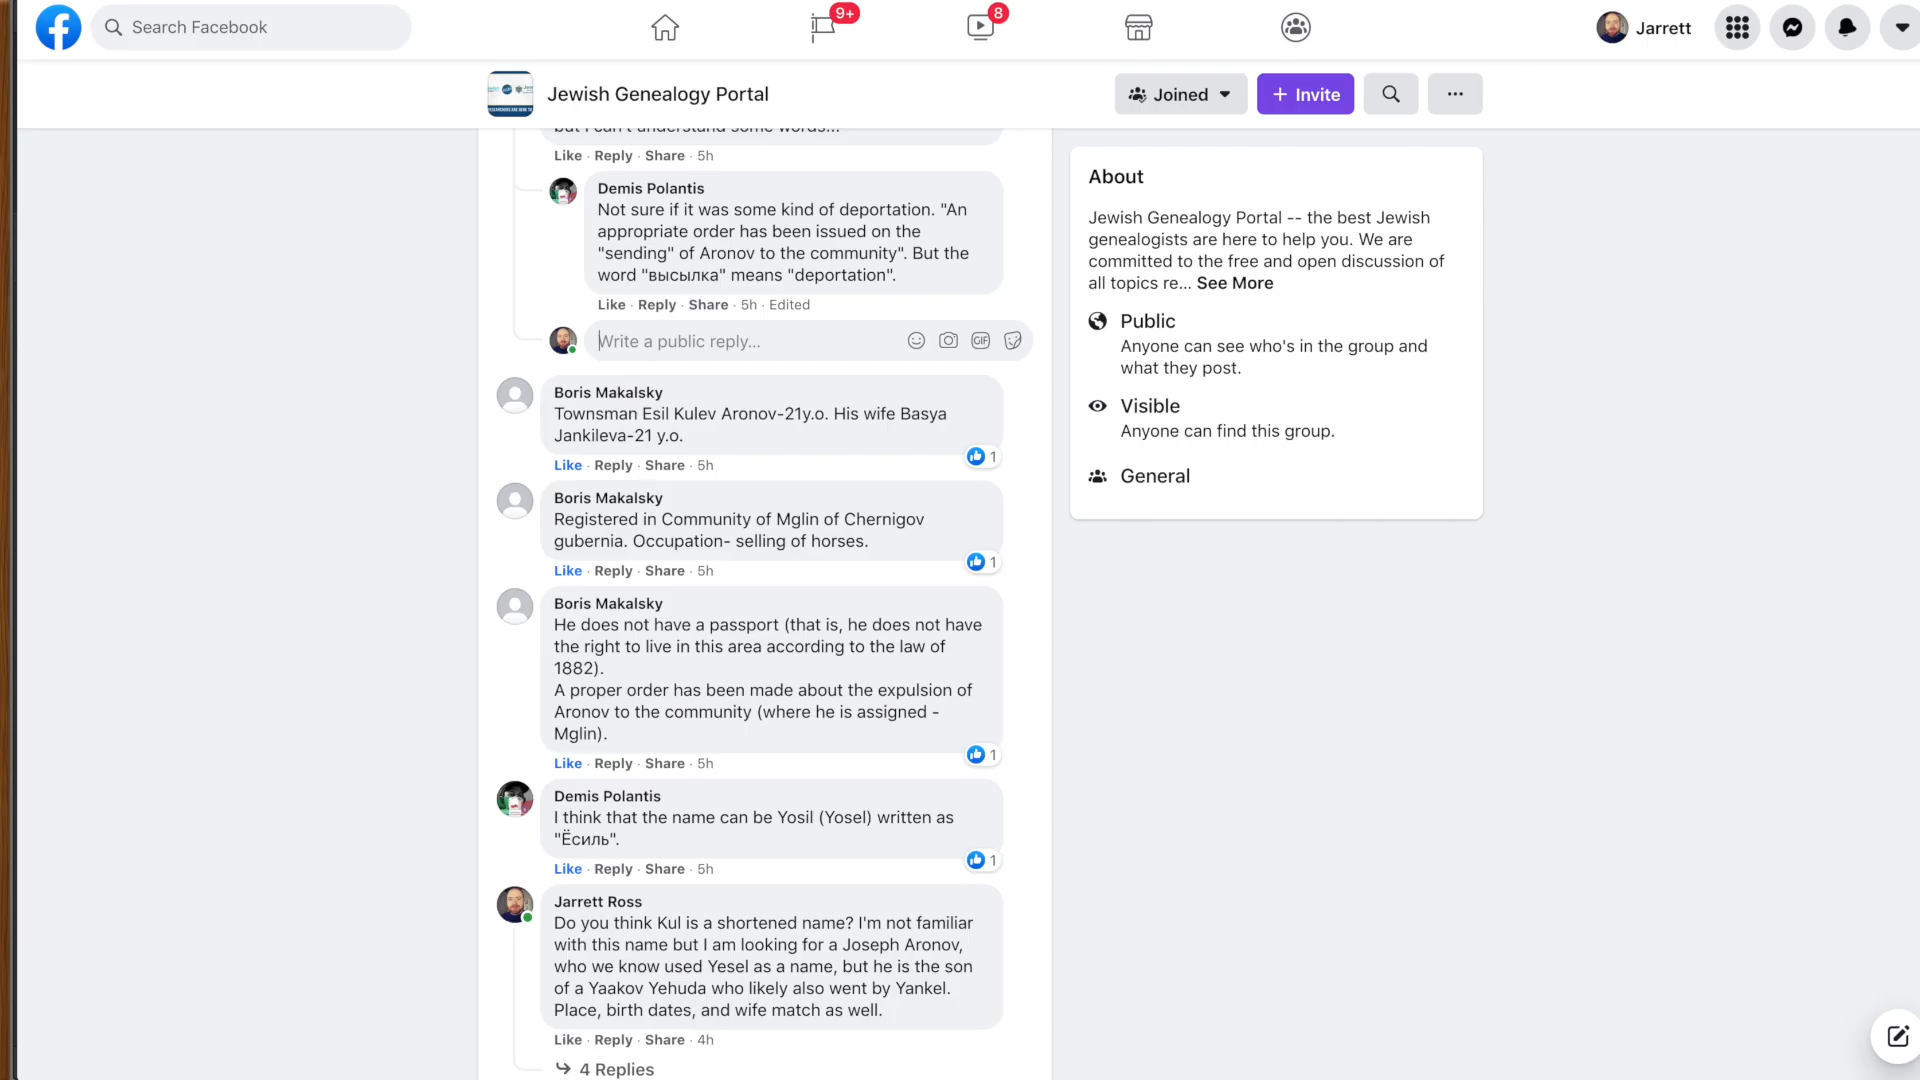 Search Facebook
9+
8
Jarrett
Jewish Genealogy Portal
Joined
+ Invite
but I can't understand some words...
Like · Reply · Share · 5h
Demis Polantis
Not sure if it was some kind of deportation. "An
appropriate order has been issued on the
"sending" of Aronov to the community". But the
word "высылка" means "deportation".
Like · Reply · Share · 5h · Edited
Write a public reply...
GIF
Boris Makalsky
Townsman Esil Kulev Aronov-21y.o. His wife Basya
Jankileva-21 y.o.
1
Like · Reply · Share · 5h
Boris Makalsky
Registered in Community of Mglin of Chernigov
gubernia. Occupation- selling of horses.
1
Like · Reply · Share · 5h
Boris Makalsky
He does not have a passport (that is, he does not have
the right to live in this area according to the law of
1882).
A proper order has been made about the expulsion of
Aronov to the community (where he is assigned -
Mglin).
1
Like · Reply · Share · 5h
Demis Polantis
I think that the name can be Yosil (Yosel) written as
"Ёсиль".
1
Like · Reply · Share · 5h
Jarrett Ross
Do you think Kul is a shortened name? I'm not familiar
with this name but I am looking for a Joseph Aronov,
who we know used Yesel as a name, but he is the son
of a Yaakov Yehuda who likely also went by Yankel.
Place, birth dates, and wife match as well.
Like · Reply · Share · 4h
4 Replies
About
Jewish Genealogy Portal -- the best Jewish
genealogists are here to help you. We are
committed to the free and open discussion of
all topics re... See More
Public
Anyone can see who's in the group and
what they post.
Visible
Anyone can find this group.
General